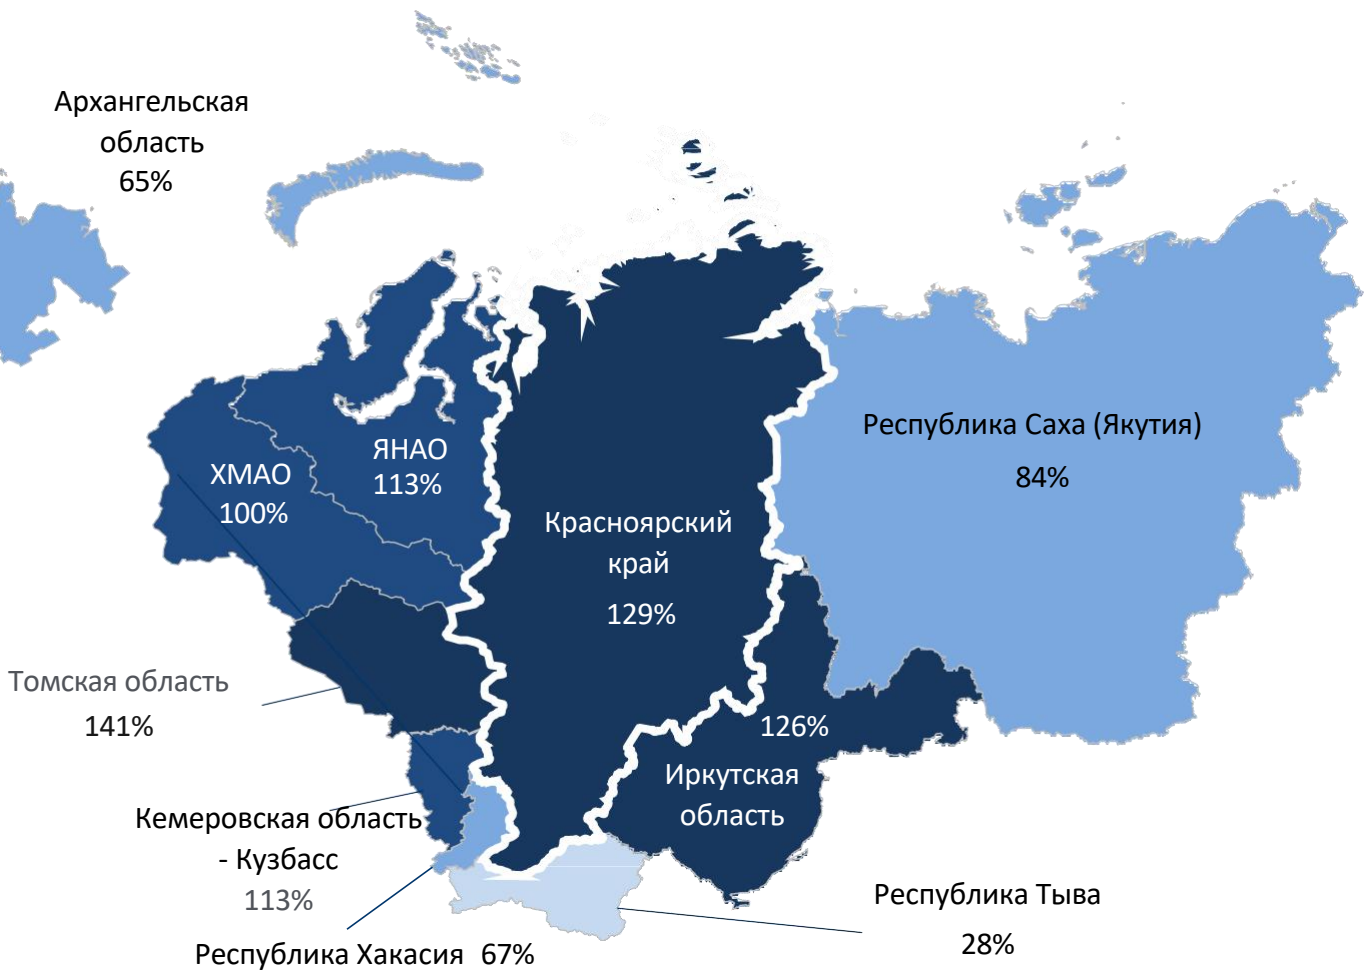 Архангельская
область
65%
Республика Саха (Якутия)
84%
ЯНАО
113%
ХМАО
100%
Красноярский
край
129%
Томская область
141%
126%
Иркутская
область
Кемеровская область
- Кузбасс
113%
Республика Тыва
28%
Республика Хакасия 67%